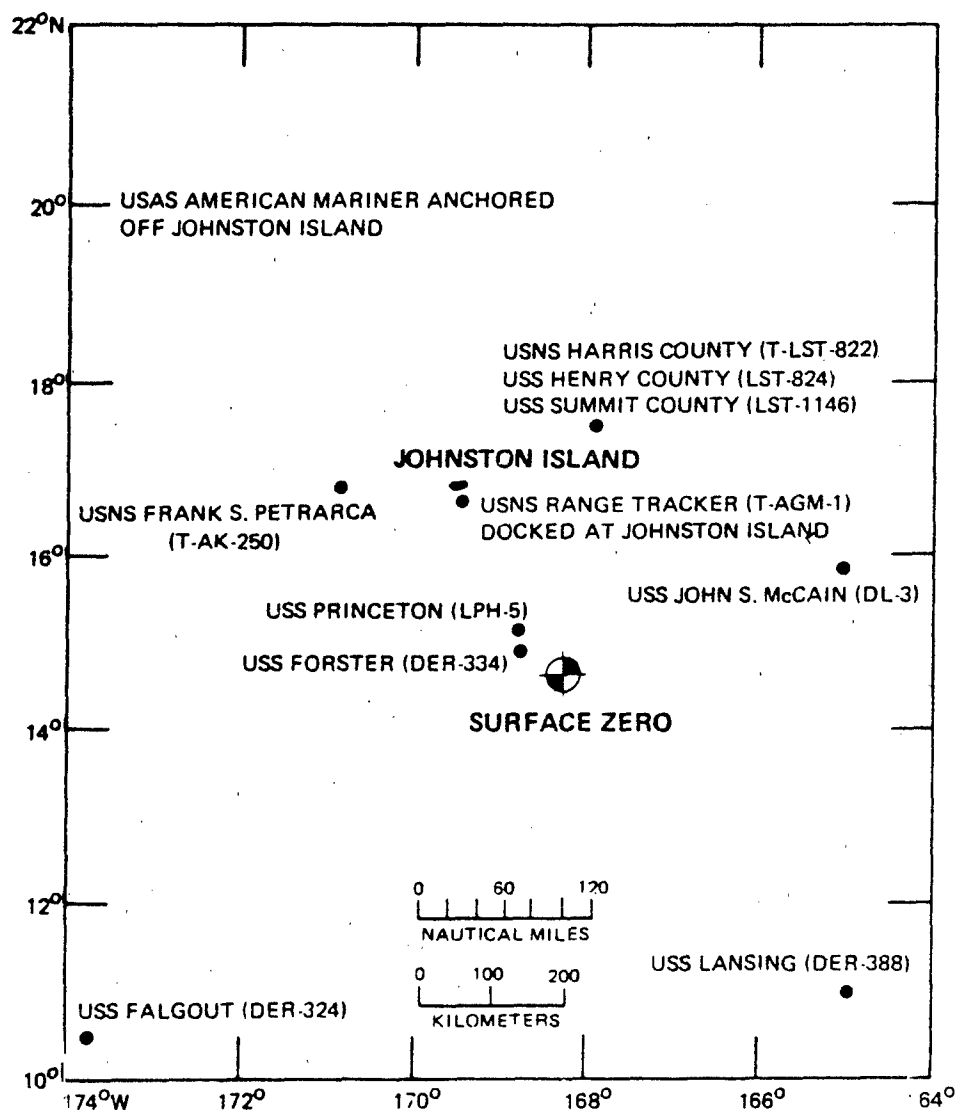 22°N
20°
USAS AMERICAN MARINER ANCHORED
OFF JOHNSTON ISLAND
USNS HARRIS COUNTY (T-LST-822)
18°
USS HENRY COUNTY (LST-824)
USS SUMMIT COUNTY (LST-1146)
JOHNSTON ISLAND
USNS FRANK S. PETRARCA
(T-AK-250)
USNS RANGE TRACKER (T-AGM-1)
DOCKED AT JOHNSTON ISLAND
16°
USS JOHN S. McCAIN (DL-3)
USS PRINCETON (LPH-5)
USS FORSTER (DER-334)
SURFACE ZERO
14°
12°
0 60 120
NAUTICAL MILES
0 100 200
KILOMETERS
USS LANSING (DER-388)
USS FALGOUT (DER-324)
10°
174°W 172° 170° 168° 166° 164°